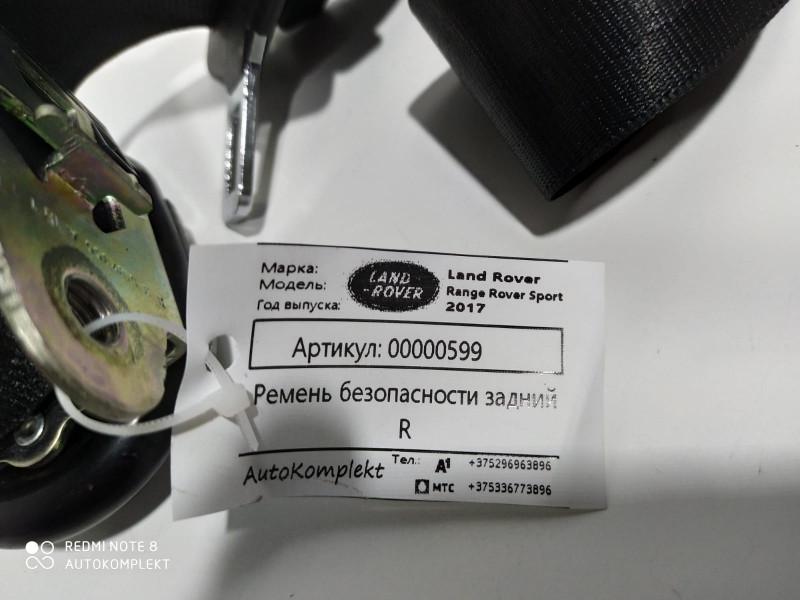 Марка:
Модель:
Год выпуска:
LAND
-ROVER
Land Rover
Range Rover Sport
2017
Артикул: 00000599
Ремень безопасности задний
R
AutoKomplekt
Тел.:
A1 +375296963896
МТС +375336773896
REDMI NOTE 8
AUTOKOMPLEKT